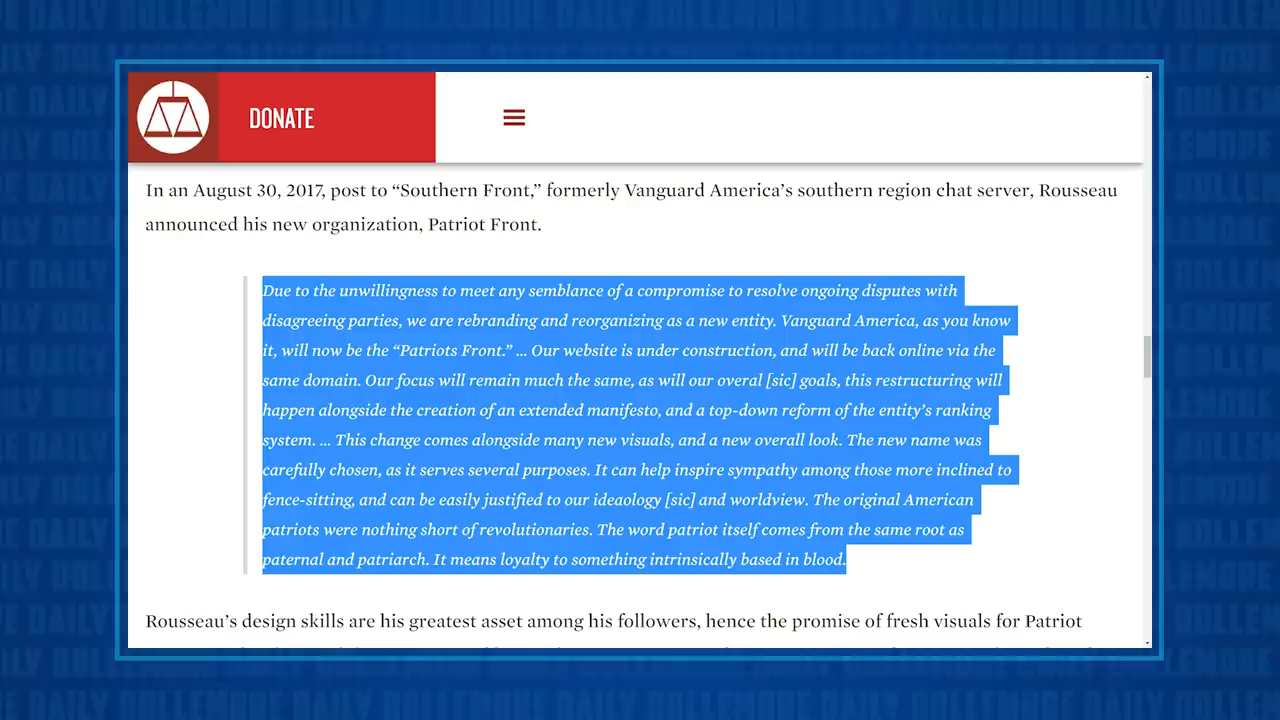 DONATE
In an August 30, 2017, post to “Southern Front,” formerly Vanguard America’s southern region chat server, Rousseau
announced his new organization, Patriot Front.
Due to the unwillingness to meet any semblance of a compromise to resolve ongoing disputes with
disagreeing parties, we are rebranding and reorganizing as a new entity. Vanguard America, as you know
it, will now be the “Patriots Front.” ... Our website is under construction, and will be back online via the
same domain. Our focus will remain much the same, as will our overal [sic] goals, this restructuring will
happen alongside the creation of an extended manifesto, and a top-down reform of the entity’s ranking
system. ... This change comes alongside many new visuals, and a new overall look. The new name was
carefully chosen, as it serves several purposes. It can help inspire sympathy among those more inclined to
fence-sitting, and can be easily justified to our ideaology [sic] and worldview. The original American
patriots were nothing short of revolutionaries. The word patriot itself comes from the same root as
paternal and patriarch. It means loyalty to something intrinsically based in blood.
Rousseau’s design skills are his greatest asset among his followers, hence the promise of fresh visuals for Patriot